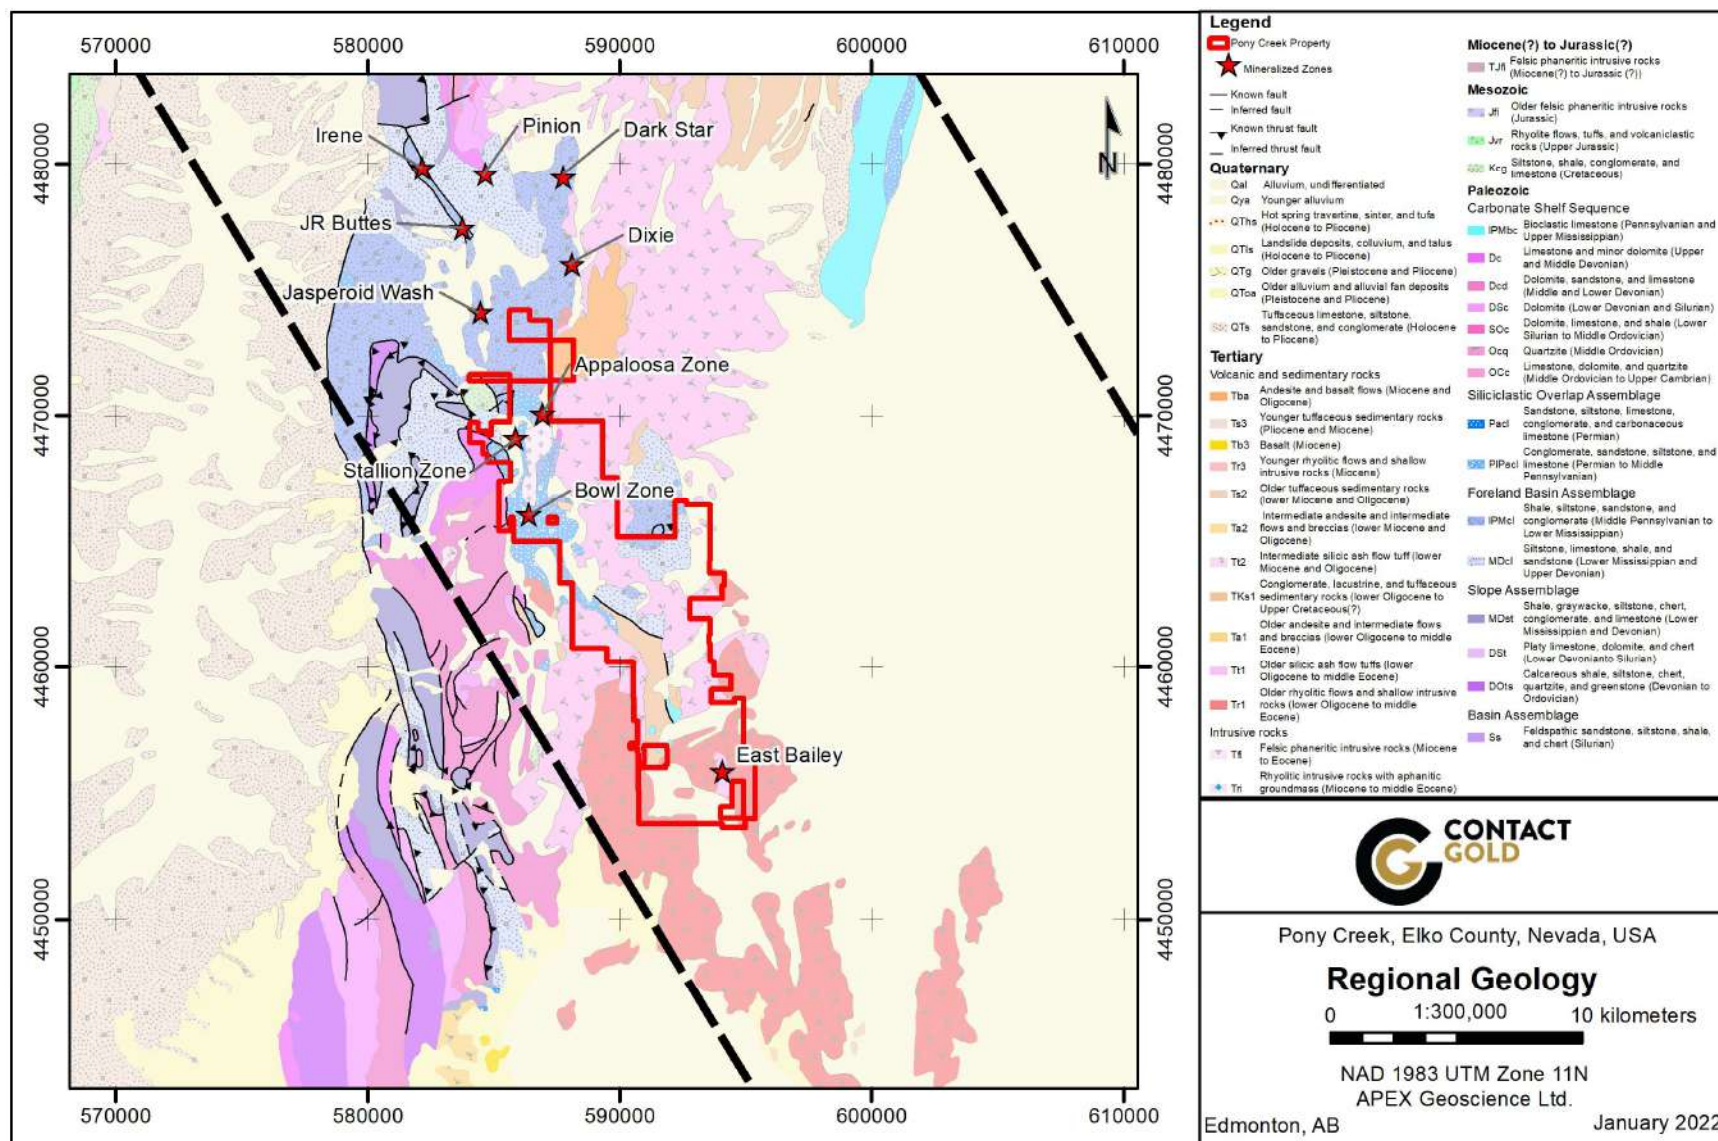 570000
580000
590000
600000
610000
4480000
4470000
4460000
4450000
4480000
4470000
4460000
4450000
570000
580000
590000
600000
610000
N
Irene
Pinion
Dark Star
JR Buttes
Dixie
Jasperoid Wash
Appaloosa Zone
Stallion Zone
Bowl Zone
East Bailey
Legend
Pony Creek Property
Mineralized Zones
Known fault
Inferred fault
Known thrust fault
Inferred thrust fault
Quaternary
Qal Alluvium, undifferentiated
Qya Younger alluvium
QThs Hot spring travertine, sinter, and tufa
(Holocene to Pliocene)
QTls Landslide deposits, colluvium, and talus
(Holocene to Pliocene)
QTg Older gravels (Pleistocene and Pliocene)
QToa Older alluvium and alluvial fan deposits
(Pleistocene and Pliocene)
QTs Tuffaceous limestone, siltstone,
sandstone, and conglomerate (Holocene
to Pliocene)
Tertiary
Volcanic and sedimentary rocks
Tba Andesite and basalt flows (Miocene and
Oligocene)
Ts3 Younger tuffaceous sedimentary rocks
(Pliocene and Miocene)
Tb3 Basalt (Miocene)
Tr3 Younger rhyolitic flows and shallow
intrusive rocks (Miocene)
Ts2 Older tuffaceous sedimentary rocks
(lower Miocene and Oligocene)
Ta2 Intermediate andesite and intermediate
flows and breccias (lower Miocene and
Oligocene)
Tt2 Intermediate silicic ash flow tuff (lower
Miocene and Oligocene)
TKs1 Conglomerate, lacustrine, and tuffaceous
sedimentary rocks (lower Oligocene to
Upper Cretaceous(?)
Ta1 Older andesite and intermediate flows
and breccias (lower Oligocene to middle
Eocene)
Tt1 Older silicic ash flow tuffs (lower
Oligocene to middle Eocene)
Tr1 Older rhyolitic flows and shallow intrusive
rocks (lower Oligocene to middle
Eocene)
Intrusive rocks
Tfi Felsic phaneritic intrusive rocks (Miocene
to Eocene)
Tri Rhyolitic intrusive rocks with aphanitic
groundmass (Miocene to middle Eocene)
Miocene(?) to Jurassic(?)
TJfi Felsic phaneritic intrusive rocks
(Miocene(?) to Jurassic (?))
Mesozoic
Jfi Older felsic phaneritic intrusive rocks
(Jurassic)
Jvr Rhyolite flows, tuffs, and volcaniclastic
rocks (Upper Jurassic)
Kcg Siltstone, shale, conglomerate, and
limestone (Cretaceous)
Paleozoic
Carbonate Shelf Sequence
IPMbc Bioclastic limestone (Pennsylvanian and
Upper Mississippian)
Dc Limestone and minor dolomite (Upper
and Middle Devonian)
Dcd Dolomite, sandstone, and limestone
(Middle and Lower Devonian)
DSc Dolomite (Lower Devonian and Silurian)
SOc Dolomite, limestone, and shale (Lower
Silurian to Middle Ordovician)
Ocq Quartzite (Middle Ordovician)
OCc Limestone, dolomite, and quartzite
(Middle Ordovician to Upper Cambrian)
Siliciclastic Overlap Assemblage
Pacl Sandstone, siltstone, limestone,
conglomerate, and carbonaceous
limestone (Permian)
PIPacl Conglomerate, sandstone, siltstone, and
limestone (Permian to Middle
Pennsylvanian)
Foreland Basin Assemblage
IPMcl Shale, siltstone, sandstone, and
conglomerate (Middle Pennsylvanian to
Lower Mississippian)
MDcl Siltstone, limestone, shale, and
sandstone (Lower Mississippian and
Upper Devonian)
Slope Assemblage
MDst Shale, graywacke, siltstone, chert,
conglomerate, and limestone (Lower
Mississippian and Devonian)
DSt Platy limestone, dolomite, and chert
(Lower Devonianto Silurian)
DOts Calcareous shale, siltstone, chert,
quartzite, and greenstone (Devonian to
Ordovician)
Basin Assemblage
Ss Feldspathic sandstone, siltstone, shale,
and chert (Silurian)
CONTACT
GOLD
Pony Creek, Elko County, Nevada, USA
Regional Geology
1:300,000
0 10 kilometers
NAD 1983 UTM Zone 11N
APEX Geoscience Ltd.
Edmonton, AB January 2022